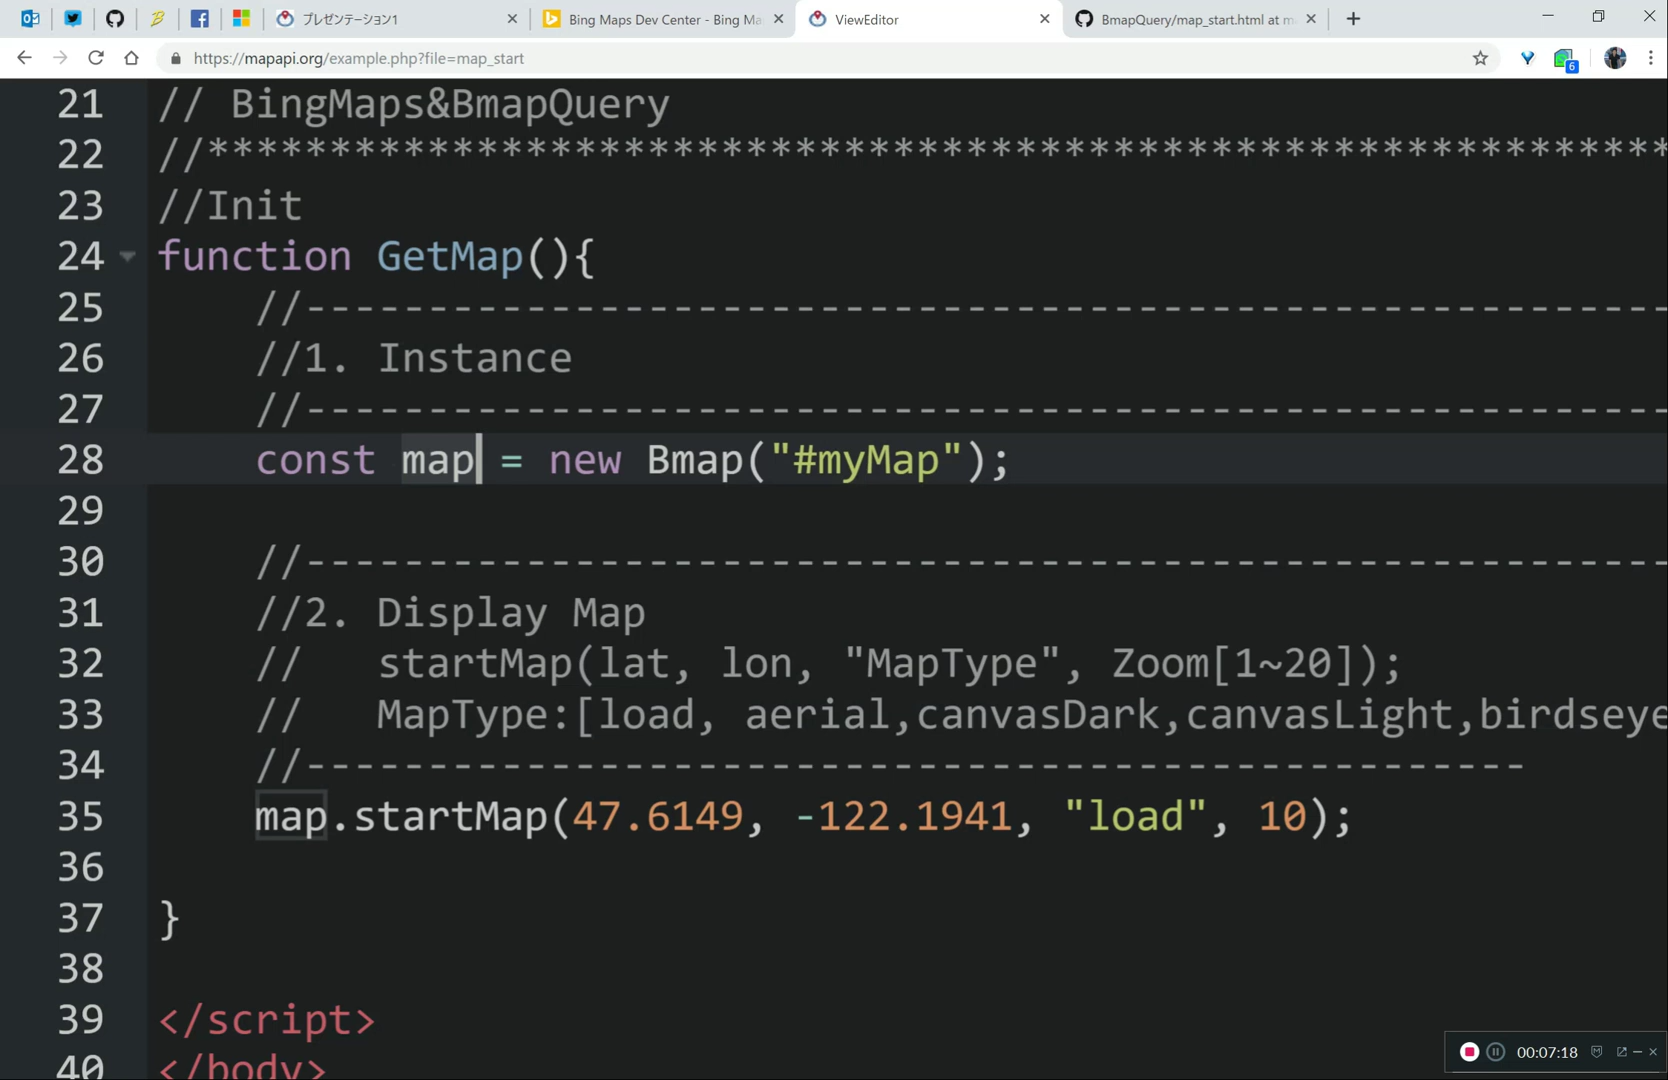 プレゼンテーション1
Bing Maps Dev Center - Bing Ma
ViewEditor
BmapQuery/map_start.html at m
https://mapapi.org/example.php?file=map_start
6
21 // BingMaps&BmapQuery
22 //*************************************************************
23 //Init
24 function GetMap(){
25 //--------------------------------------------------------
26 //1. Instance
27 //--------------------------------------------------------
28 const map = new Bmap("#myMap");
29
30 //--------------------------------------------------------
31 //2. Display Map
32 // startMap(lat, lon, "MapType", Zoom[1~20]);
33 // MapType:[load, aerial,canvasDark,canvasLight,birdseye
34 //--------------------------------------------------
35 map.startMap(47.6149, -122.1941, "load", 10);
36
37 }
38
39 </script>
40 </body>
00:07:18